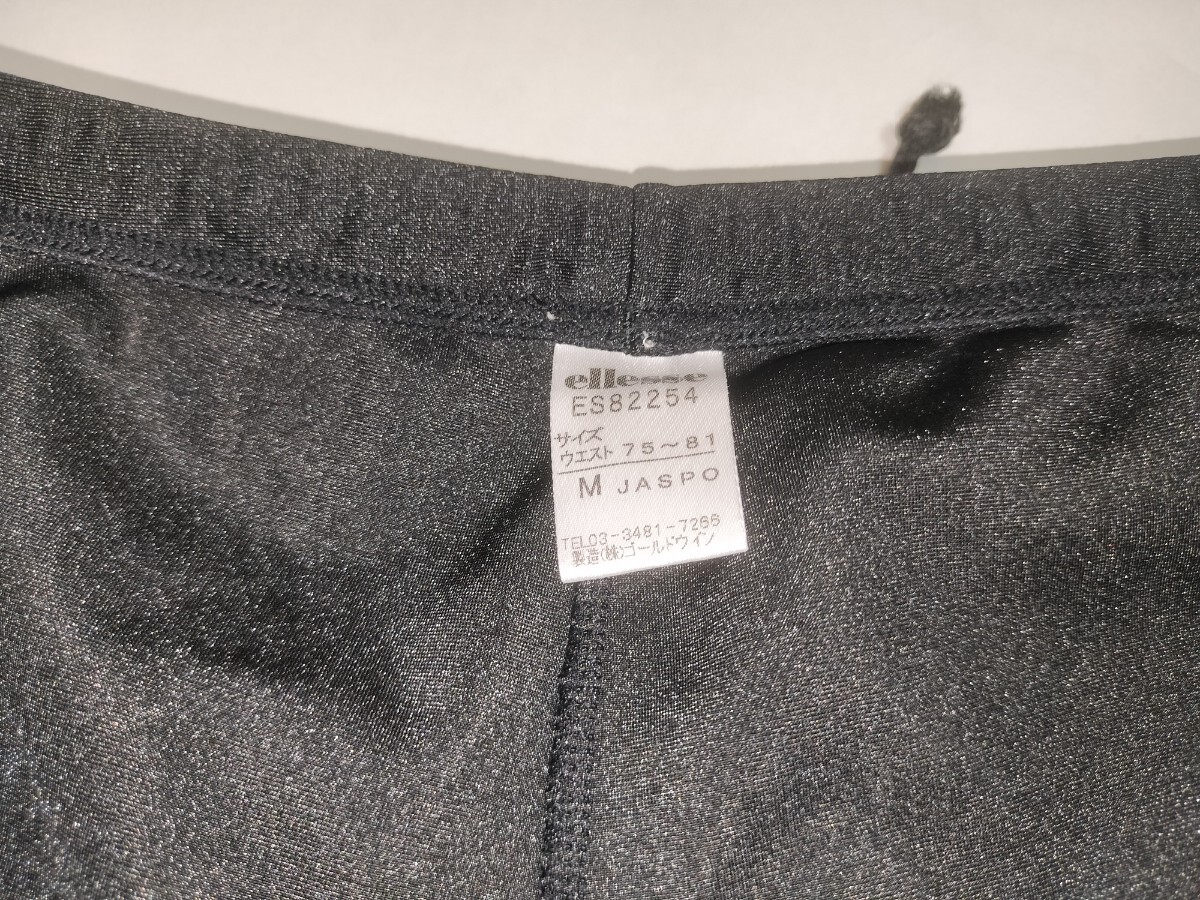 ellesse
ES82254
サイズ
ウエスト 75~81
M JASPO
TEL03-3481-7266
製造(株)ゴールドウイン